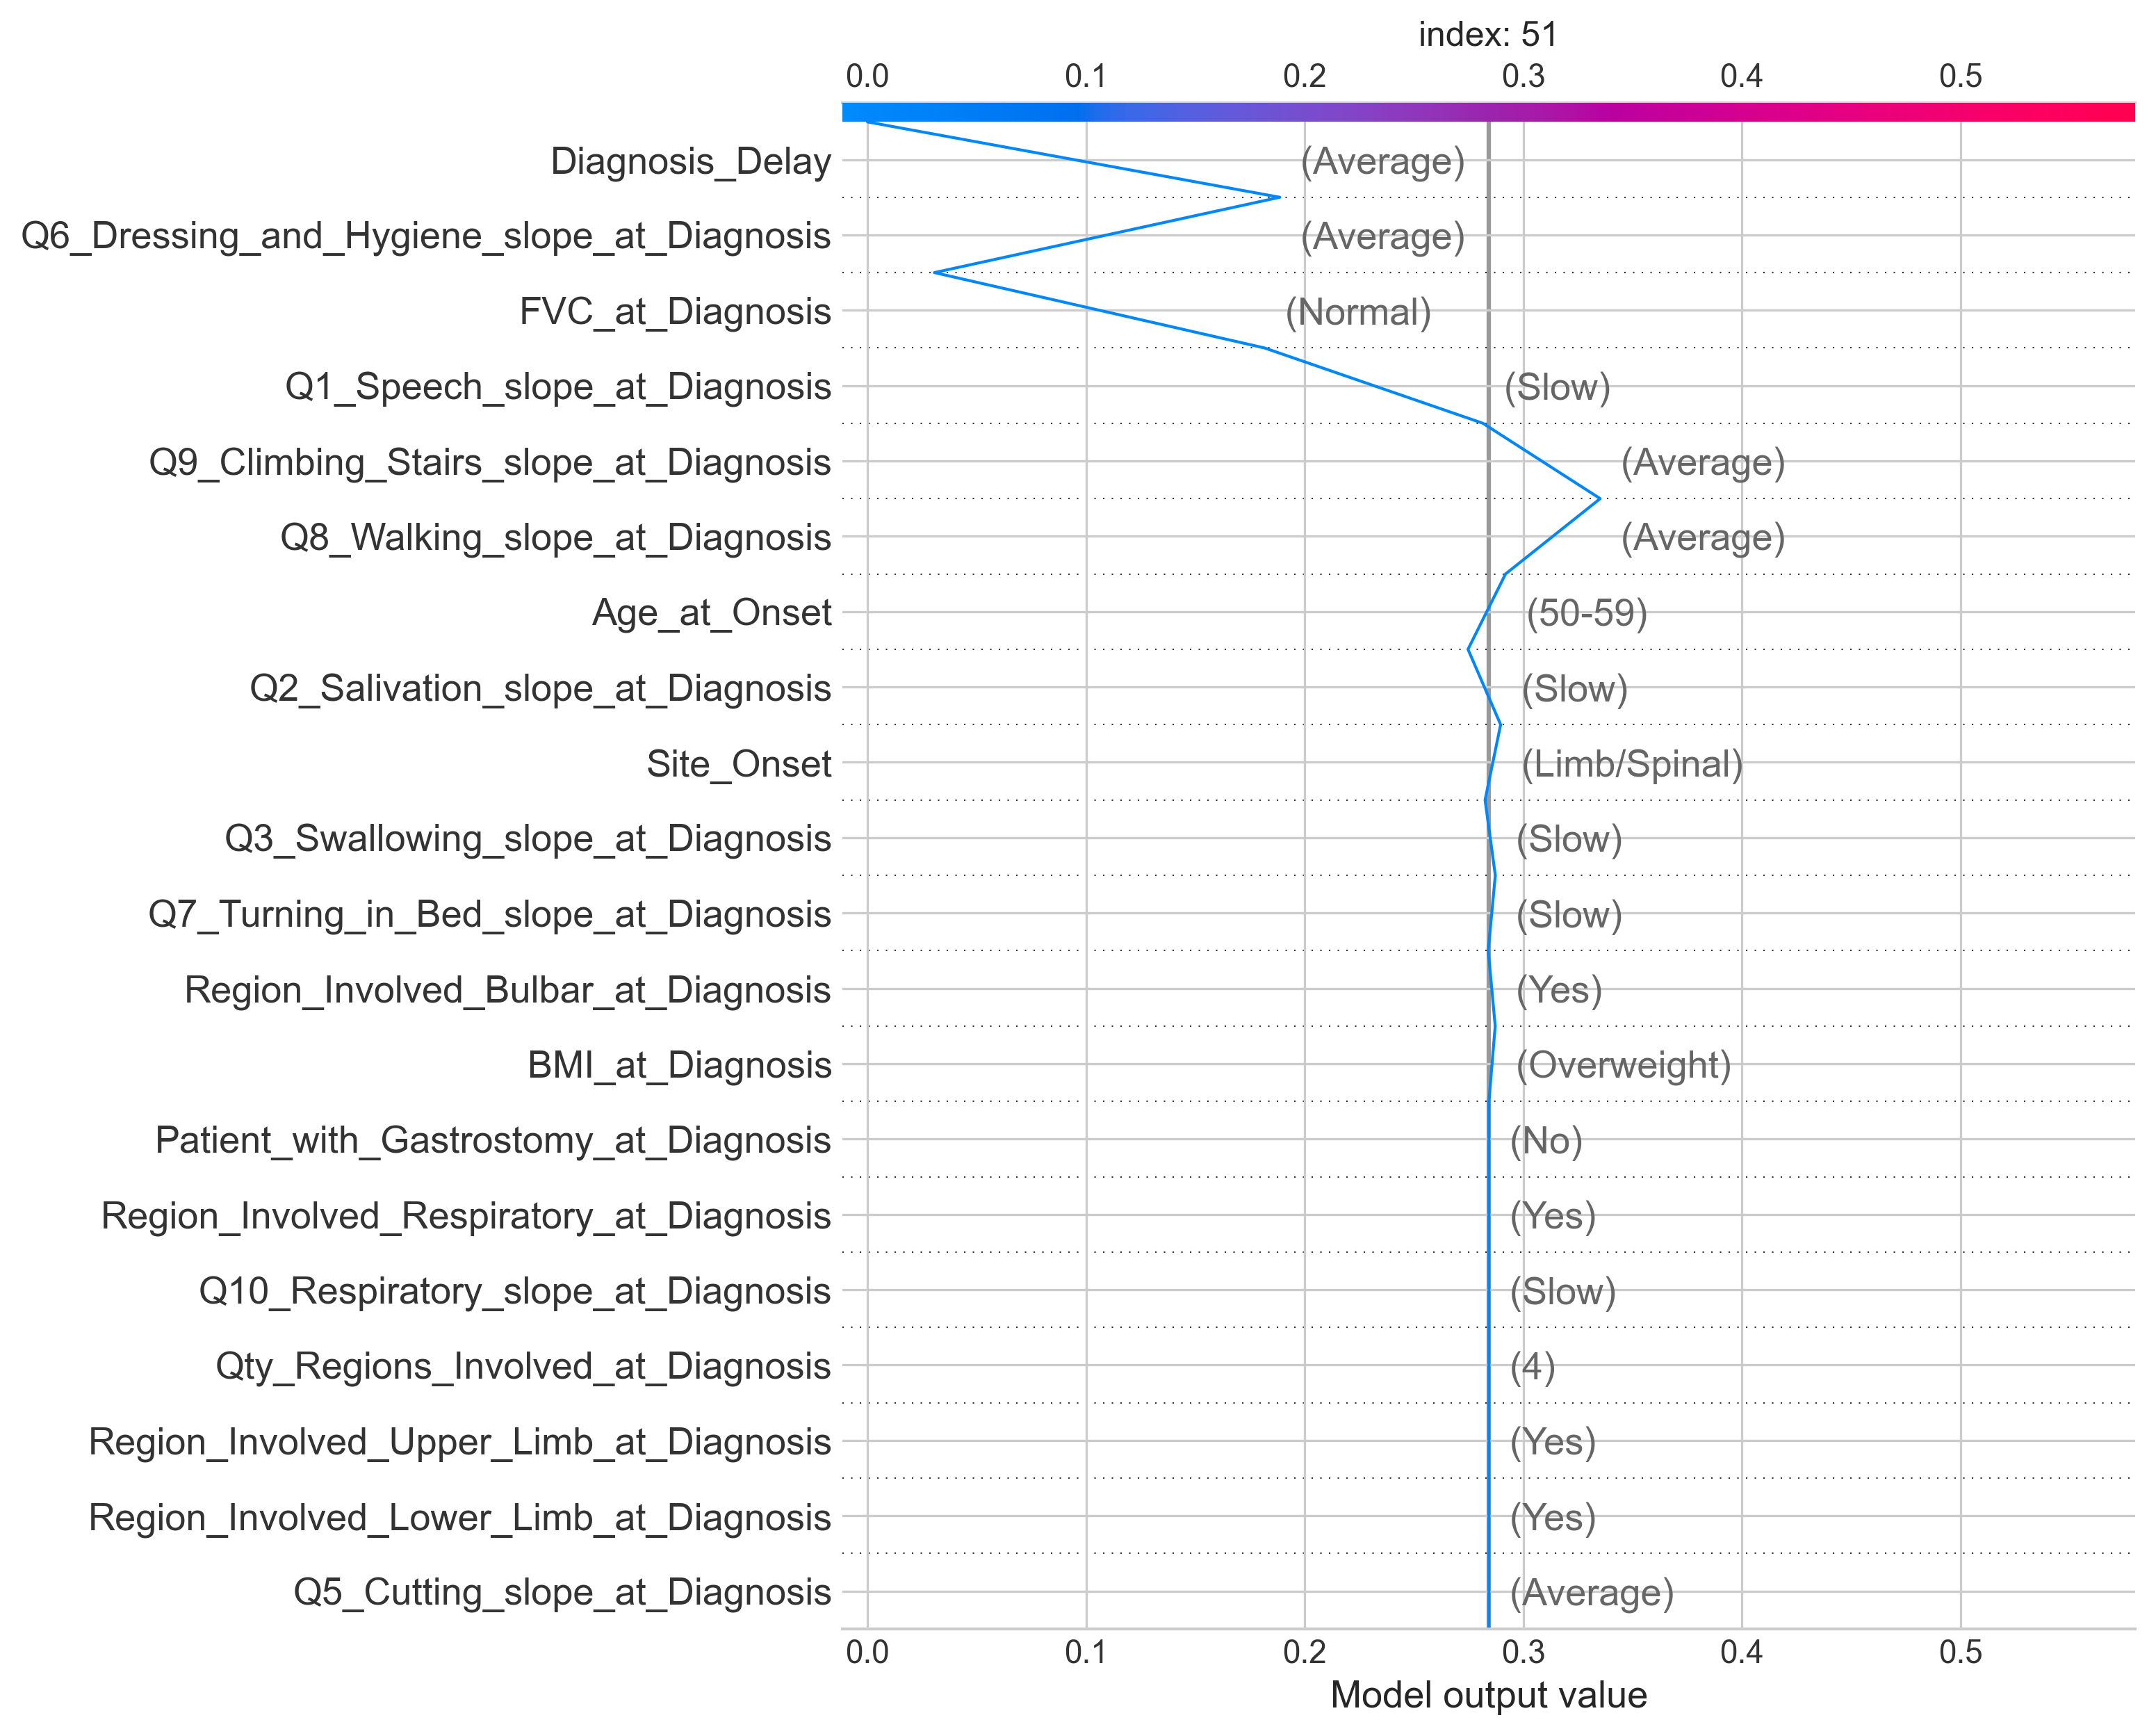 index: 51
0.0 0.1 0.2 0.3 0.4 0.5
Diagnosis_Delay (Average)
Q6_Dressing_and_Hygiene_slope_at_Diagnosis (Average)
FVC_at_Diagnosis (Normal)
Q1_Speech_slope_at_Diagnosis (Slow)
Q9_Climbing_Stairs_slope_at_Diagnosis (Average)
Q8_Walking_slope_at_Diagnosis (Average)
Age_at_Onset (50-59)
Q2_Salivation_slope_at_Diagnosis (Slow)
Site_Onset (Limb/Spinal)
Q3_Swallowing_slope_at_Diagnosis (Slow)
Q7_Turning_in_Bed_slope_at_Diagnosis (Slow)
Region_Involved_Bulbar_at_Diagnosis (Yes)
BMI_at_Diagnosis (Overweight)
Patient_with_Gastrostomy_at_Diagnosis (No)
Region_Involved_Respiratory_at_Diagnosis (Yes)
Q10_Respiratory_slope_at_Diagnosis (Slow)
Qty_Regions_Involved_at_Diagnosis (4)
Region_Involved_Upper_Limb_at_Diagnosis (Yes)
Region_Involved_Lower_Limb_at_Diagnosis (Yes)
Q5_Cutting_slope_at_Diagnosis (Average)
0.0 0.1 0.2 0.3 0.4 0.5
Model output value